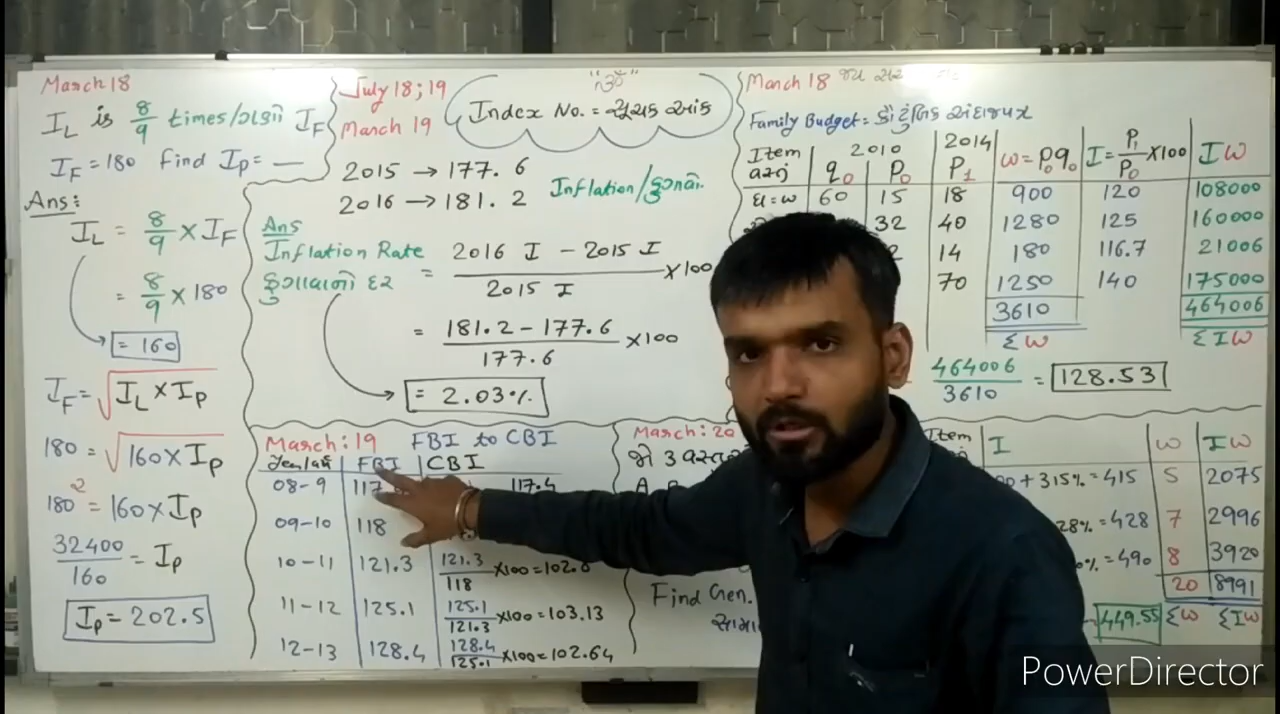 March 18
I_L is 8/9 times/ગણો I_F
I_F = 180 find I_P = __
Ans:
I_L = 8/9 × I_F
= 8/9 × 180
= 160
I_F = √(I_L × I_P)
180 = √(160 × I_P)
180² = 160 × I_P
32400/160 = I_P
I_P = 202.5
July 18; 19
March 19
Index No. = સૂચક આંક
2015 → 177.6
2016 → 181.2
Inflation/ફુગાવો
Ans
Inflation Rate
ફુગાવાનો દર
= (2016 I - 2015 I)/(2015 I) × 100
= (181.2 - 177.6)/177.6 × 100
= 2.03%
March 18
Family Budget = કૌટુંબિક અંદાજપત્ર
2010 2014
Item q₀ P₀ P₁ w = P₀q₀ I = P₁/P₀ × 100 Iw
60 15 18 900 120 108000
32 40 1280 125 160000
14 180 116.7 21006
70 1250 140 175000
3610 464006
Σw ΣIw
464006/3610 = 128.53
March: 19 FBI to CBI
FBI CBI
08-9 117 117.4
09-10 118
10-11 121.3 121.3/118 × 100 = 102.8
11-12 125.1 125.1/121.3 × 100 = 103.13
12-13 128.4 128.4/125.1 × 100 = 102.64
March: 20
જો 3
Find Gen.
Item I w Iw
+ 315% = 415 5 2075
28% = 428 7 2996
% = 490 8 3920
20 8991
449.55 Σw ΣIw
PowerDirector